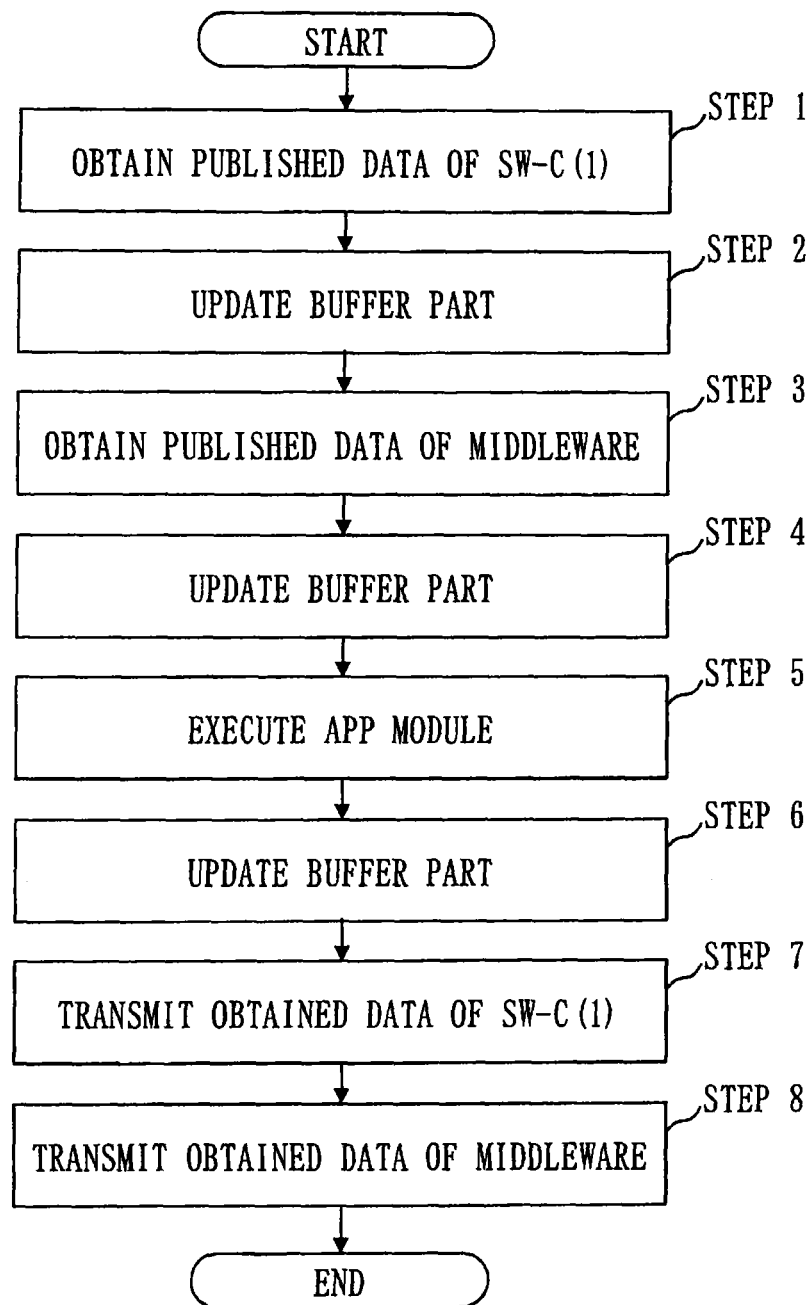 START
STEP 1
OBTAIN PUBLISHED DATA OF SW-C(1)
STEP 2
UPDATE BUFFER PART
STEP 3
OBTAIN PUBLISHED DATA OF MIDDLEWARE
STEP 4
UPDATE BUFFER PART
STEP 5
EXECUTE APP MODULE
STEP 6
UPDATE BUFFER PART
STEP 7
TRANSMIT OBTAINED DATA OF SW-C(1)
STEP 8
TRANSMIT OBTAINED DATA OF MIDDLEWARE
END